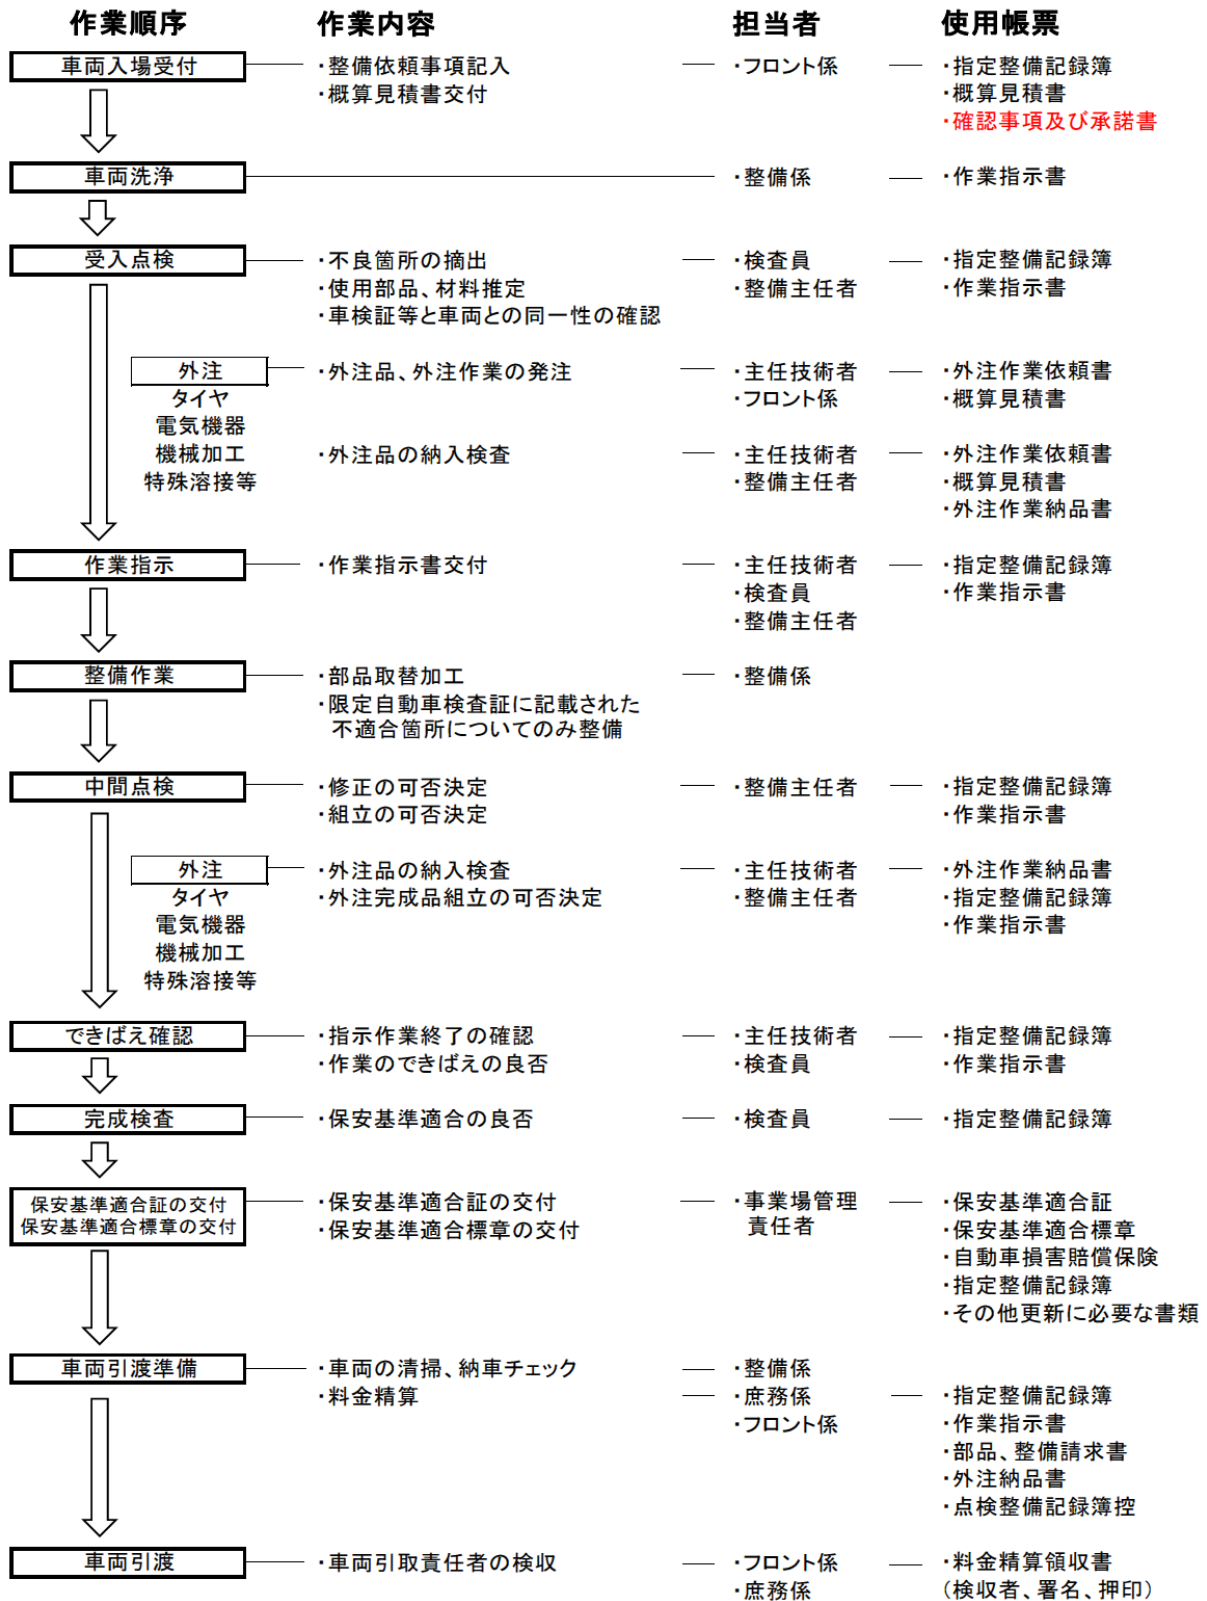 作業順序 作業内容 担当者 使用帳票
車両入場受付 ・整備依頼事項記入 ・フロント係 ・指定整備記録簿
・概算見積書交付 ・概算見積書
・確認事項及び承諾書
車両洗浄 ・整備係 ・作業指示書
受入点検 ・不良箇所の摘出 ・検査員 ・指定整備記録簿
・使用部品、材料推定 ・整備主任者 ・作業指示書
・車検証等と車両との同一性の確認
外注 ・外注品、外注作業の発注 ・主任技術者 ・外注作業依頼書
タイヤ ・フロント係 ・概算見積書
電気機器
機械加工 ・外注品の納入検査 ・主任技術者 ・外注作業依頼書
特殊溶接等 ・整備主任者 ・概算見積書
・外注作業納品書
作業指示 ・作業指示書交付 ・主任技術者 ・指定整備記録簿
・検査員 ・作業指示書
・整備主任者
整備作業 ・部品取替加工 ・整備係
・限定自動車検査証に記載された
不適合箇所についてのみ整備
中間点検 ・修正の可否決定 ・整備主任者 ・指定整備記録簿
・組立の可否決定 ・作業指示書
外注 ・外注品の納入検査 ・主任技術者 ・外注作業納品書
タイヤ ・外注完成品組立の可否決定 ・整備主任者 ・指定整備記録簿
電気機器 ・作業指示書
機械加工
特殊溶接等
できばえ確認 ・指示作業終了の確認 ・主任技術者 ・指定整備記録簿
・作業のできばえの良否 ・検査員 ・作業指示書
完成検査 ・保安基準適合の良否 ・検査員 ・指定整備記録簿
保安基準適合証の交付 ・保安基準適合証の交付 ・事業場管理 ・保安基準適合証
保安基準適合標章の交付 ・保安基準適合標章の交付 責任者 ・保安基準適合標章
・自動車損害賠償保険
・指定整備記録簿
・その他更新に必要な書類
車両引渡準備 ・車両の清掃、納車チェック ・整備係
・料金精算 ・庶務係 ・指定整備記録簿
・フロント係 ・作業指示書
・部品、整備請求書
・外注納品書
・点検整備記録簿控
車両引渡 ・車両引取責任者の検収 ・フロント係 ・料金精算領収書
・庶務係 （検収者、署名、押印）